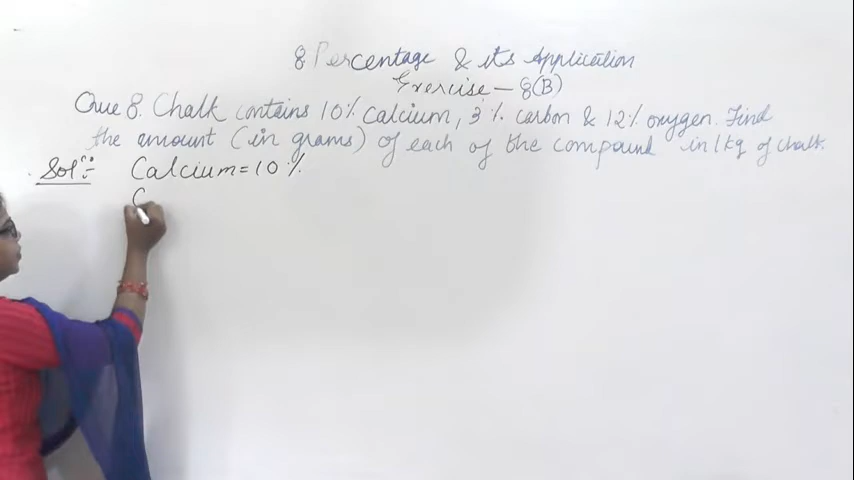 8 Percentage & its Application
Exercise - 8(B)
Que 8. Chalk contains 10% calcium, 3% carbon & 12% oxygen. Find
the amount (in grams) of each of the compound in 1kg of chalk.
Solⁿ:- Calcium = 10%
C